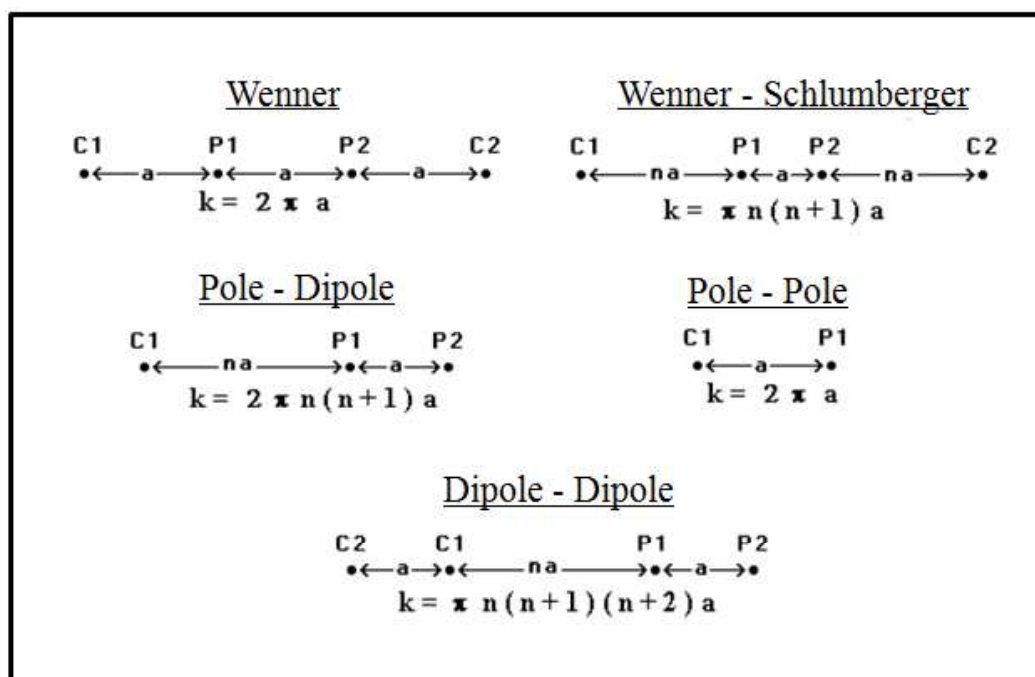 Wenner
C1 P1 P2 C2
a a a
k = 2 π a
Wenner - Schlumberger
C1 P1 P2 C2
na a na
k = π n(n+1)a
Pole - Dipole
C1 P1 P2
na a
k = 2 π n(n+1)a
Pole - Pole
C1 P1
a
k = 2 π a
Dipole - Dipole
C2 C1 P1 P2
a na a
k = π n(n+1)(n+2)a